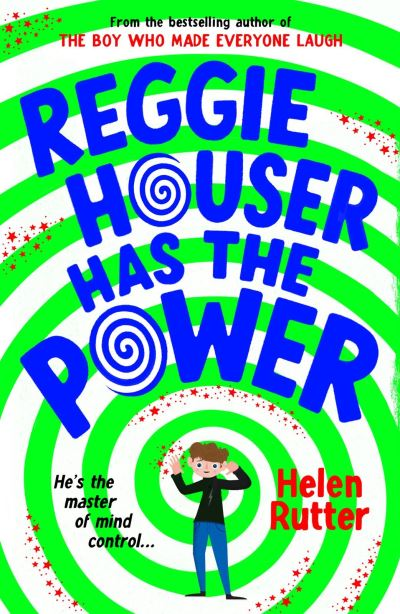 From the bestselling author of
THE BOY WHO MADE EVERYONE LAUGH
REGGIE
HOUSER
HAS THE
POWER
He's the
master
of mind
control...
Helen
Rutter